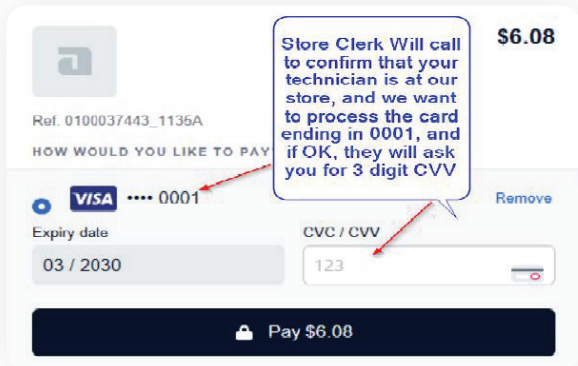 $6.08
Store Clerk Will call
to confirm that your
technician is at our
store, and we want
to process the card
ending in 0001, and
if OK, they will ask
you for 3 digit CVV
a
Ref. 0100037443_1135A
HOW WOULD YOU LIKE TO PAY
VISA •••• 0001
Remove
Expiry date
CVC / CVV
03 / 2030
123
Pay $6.08